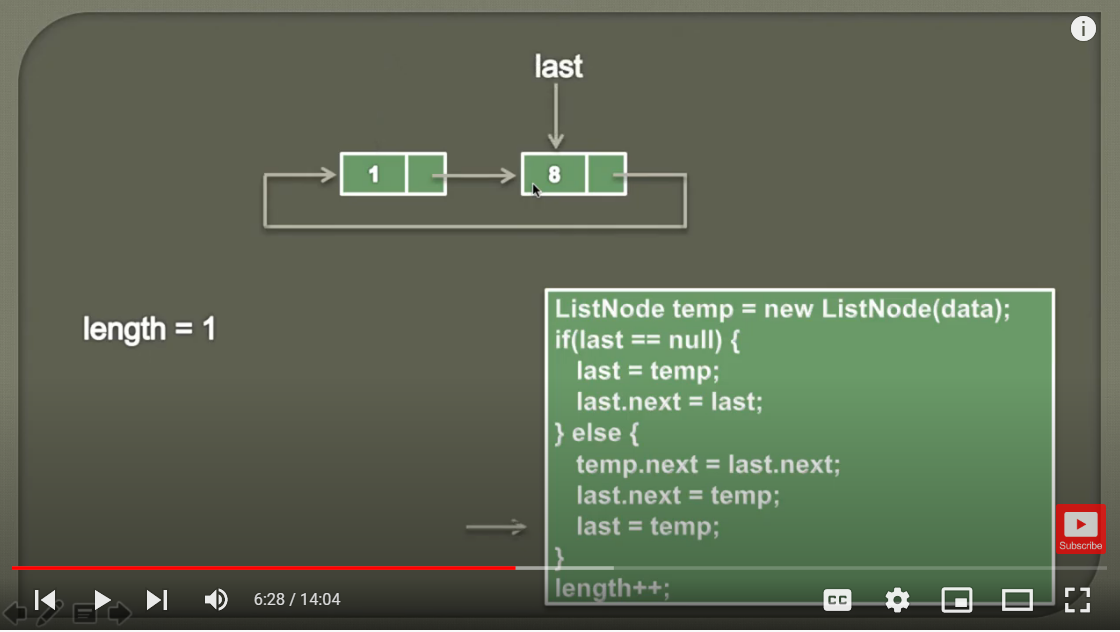 last
1
8
length = 1
ListNode temp = new ListNode(data);
if(last == null) {
last = temp;
last.next = last;
} else {
temp.next = last.next;
last.next = temp;
last = temp;
}
length++;
Subscribe
6:28 / 14:04
CC